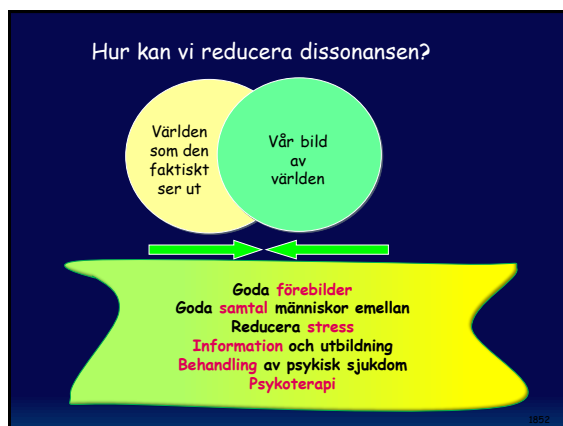 Hur kan vi reducera dissonansen?
Världen
som den
faktiskt
ser ut
Vår bild
av
världen
Goda förebilder
Goda samtal människor emellan
Reducera stress
Information och utbildning
Behandling av psykisk sjukdom
Psykoterapi
1852